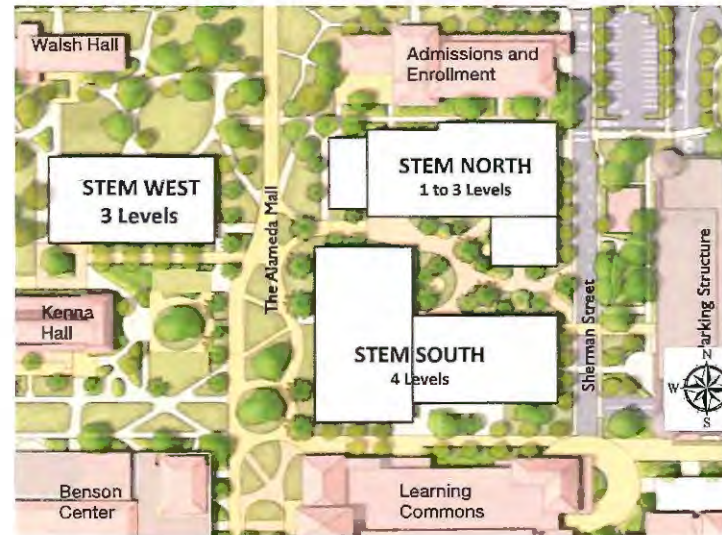 Walsh Hall
Admissions and
Enrollment
STEM WEST
3 Levels
STEM NORTH
1 to 3 Levels
The Alameda Mall
Kenna
Hall
STEM SOUTH
4 Levels
Sherman Street
arking Structure
N
W
S
Benson
Center
Learning
Commons